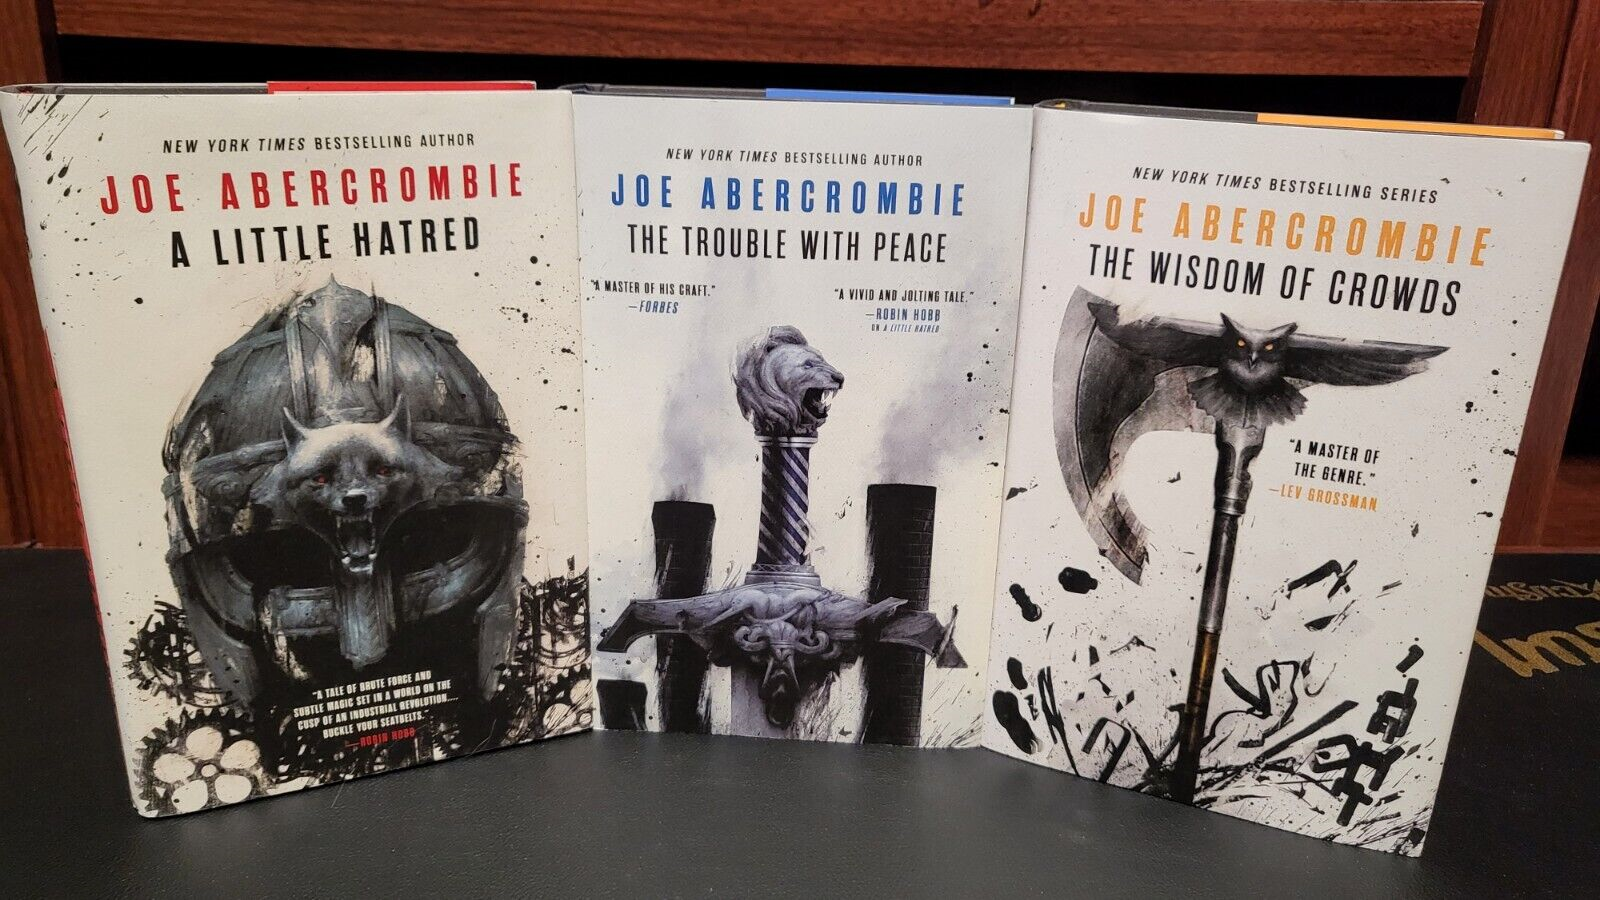 NEW YORK TIMES BESTSELLING AUTHOR
JOE ABERCROMBIE
A LITTLE HATRED
"A TALE OF BRUTE FORCE AND
SUBTLE MAGIC SET IN A WORLD ON THE
CUSP OF AN INDUSTRIAL REVOLUTION....
BUCKLE YOUR SEATBELTS."
—ROBIN HOBB
NEW YORK TIMES BESTSELLING AUTHOR
JOE ABERCROMBIE
THE TROUBLE WITH PEACE
"A MASTER OF HIS CRAFT."
—FORBES
"A VIVID AND JOLTING TALE."
—ROBIN HOBB
ON A LITTLE HATRED
NEW YORK TIMES BESTSELLING SERIES
JOE ABERCROMBIE
THE WISDOM OF CROWDS
"A MASTER OF
THE GENRE."
—LEV GROSSMAN